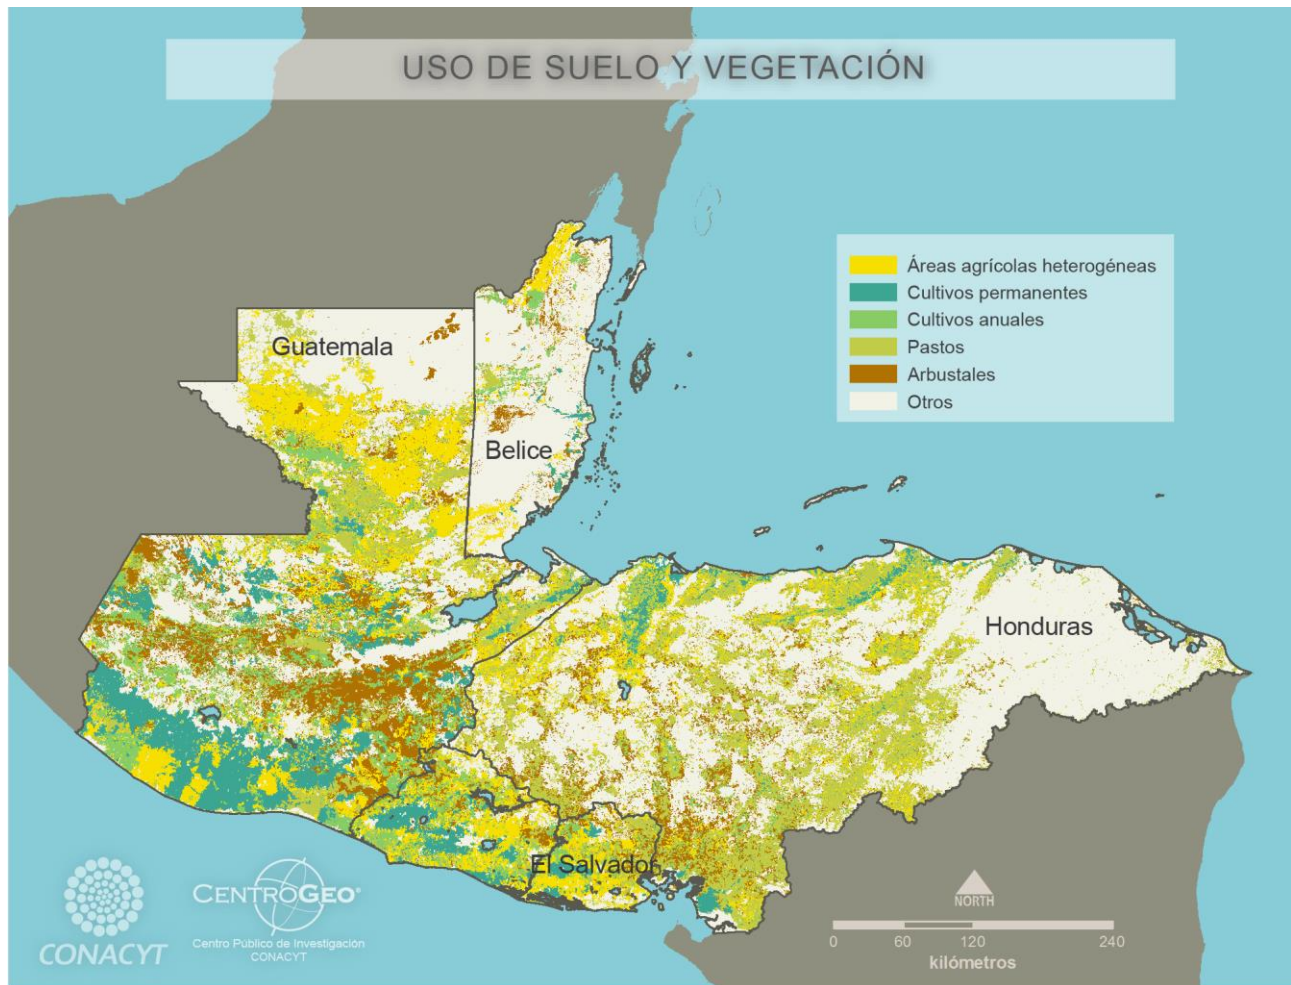 USO DE SUELO Y VEGETACIÓN
Áreas agrícolas heterogéneas
Cultivos permanentes
Cultivos anuales
Pastos
Arbustales
Otros
Guatemala
Belice
Honduras
El Salvador
CONACYT
CENTROGEO®
Centro Público de Investigación
CONACYT
NORTH
0 60 120 240
kilómetros